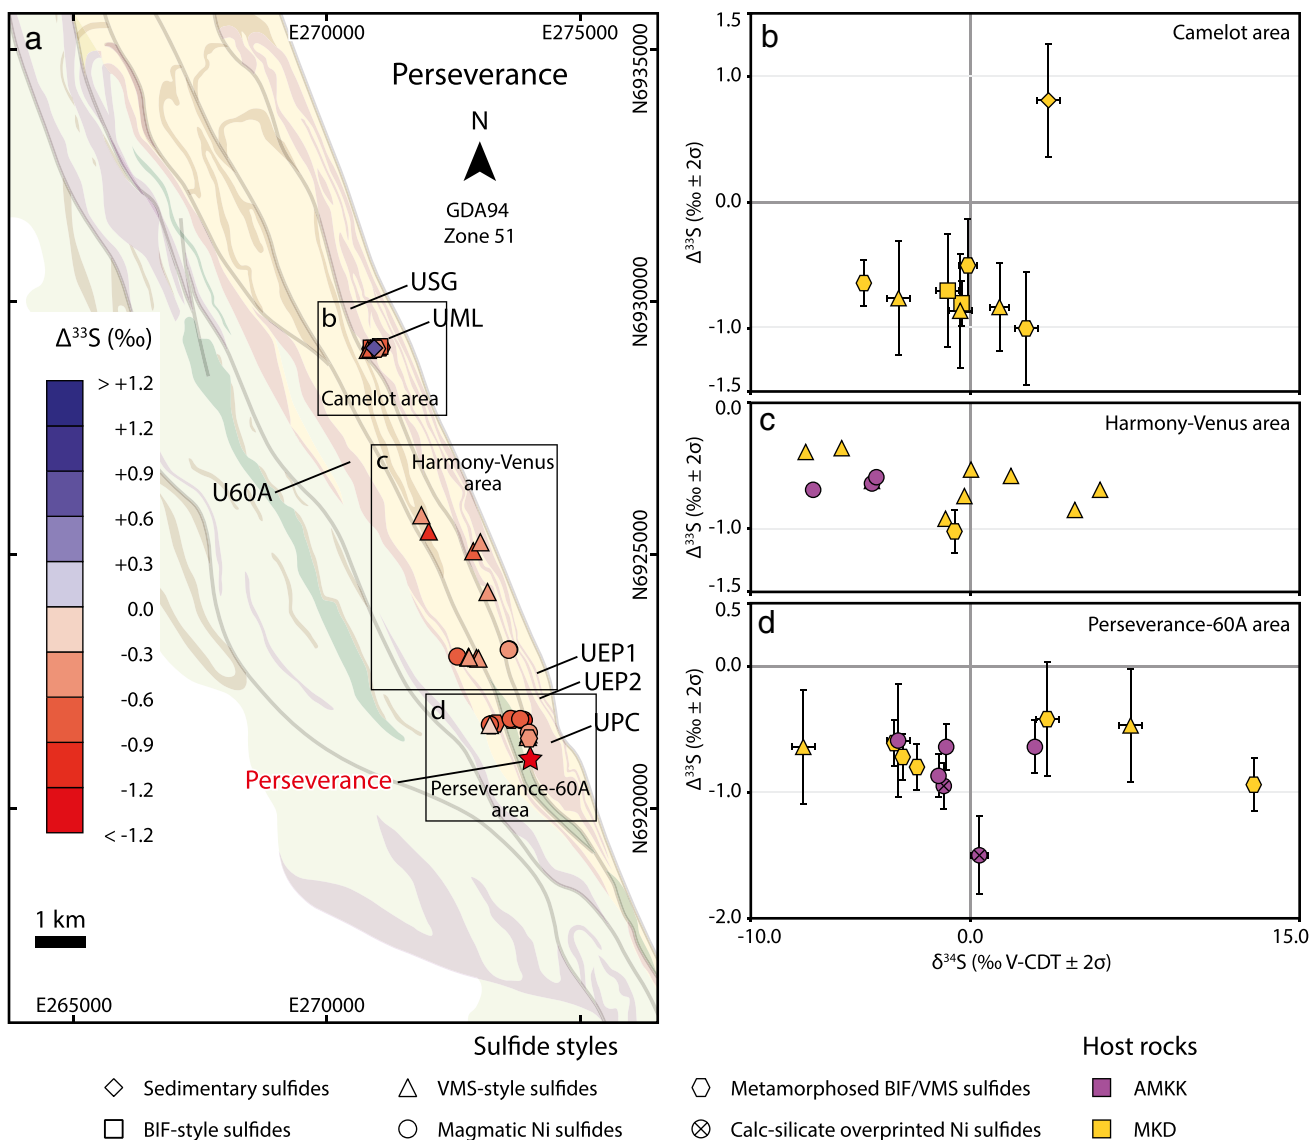 a
E270000
E275000
N6935000
Perseverance
N
GDA94
Zone 51
USG
N6930000
b
UML
Camelot area
Δ³³S (‰)
> +1.2
+1.2
+0.9
+0.6
+0.3
0.0
-0.3
-0.6
-0.9
-1.2
< -1.2
c
Harmony-Venus
area
U60A
N6925000
UEP1
UEP2
d
UPC
Perseverance
Perseverance-60A
area
N6920000
1 km
E265000
E270000
b
Camelot area
1.5
1.0
0.0
-1.0
-1.5
Δ³³S (‰ ± 2σ)
c
Harmony-Venus area
0.0
-1.0
-1.5
Δ³³S (‰ ± 2σ)
d
Perseverance-60A area
0.5
0.0
-1.0
-2.0
Δ³³S (‰ ± 2σ)
-10.0
0.0
15.0
δ³⁴S (‰ V-CDT ± 2σ)
Sulfide styles
Host rocks
Sedimentary sulfides
VMS-style sulfides
Metamorphosed BIF/VMS sulfides
AMKK
BIF-style sulfides
Magmatic Ni sulfides
Calc-silicate overprinted Ni sulfides
MKD